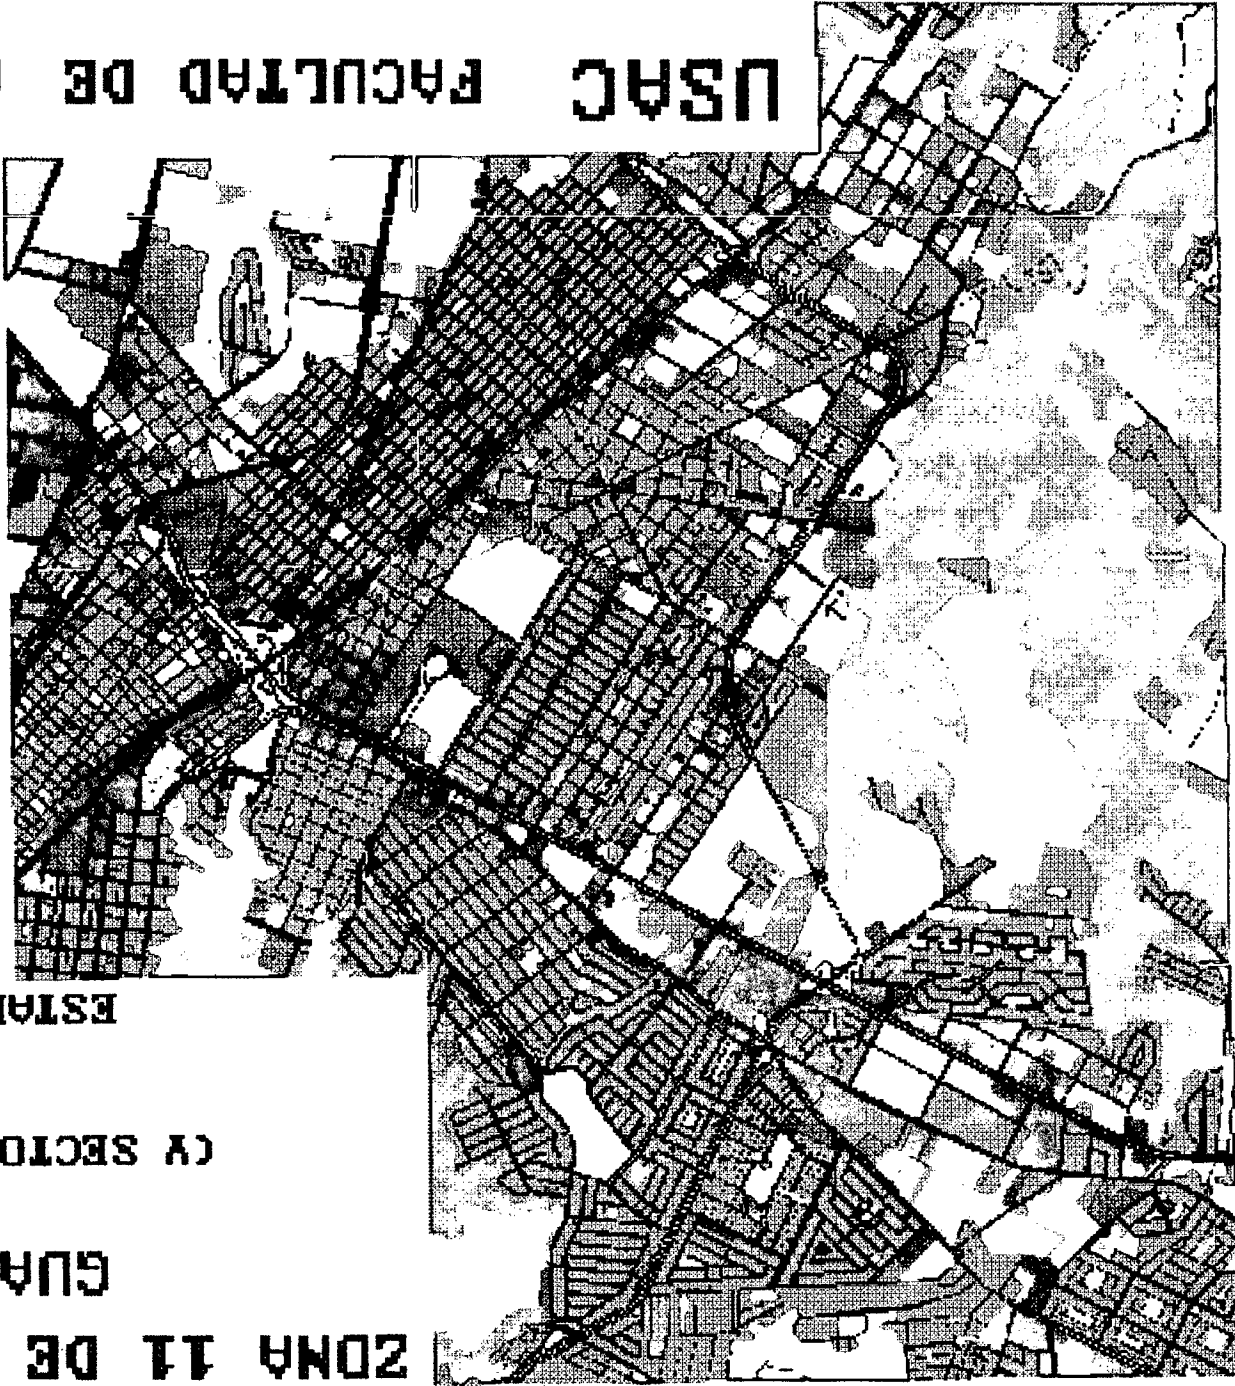 ZONA 11 DE
GUA
(Y SECTO
ESTA
USAC FACULTAD DE